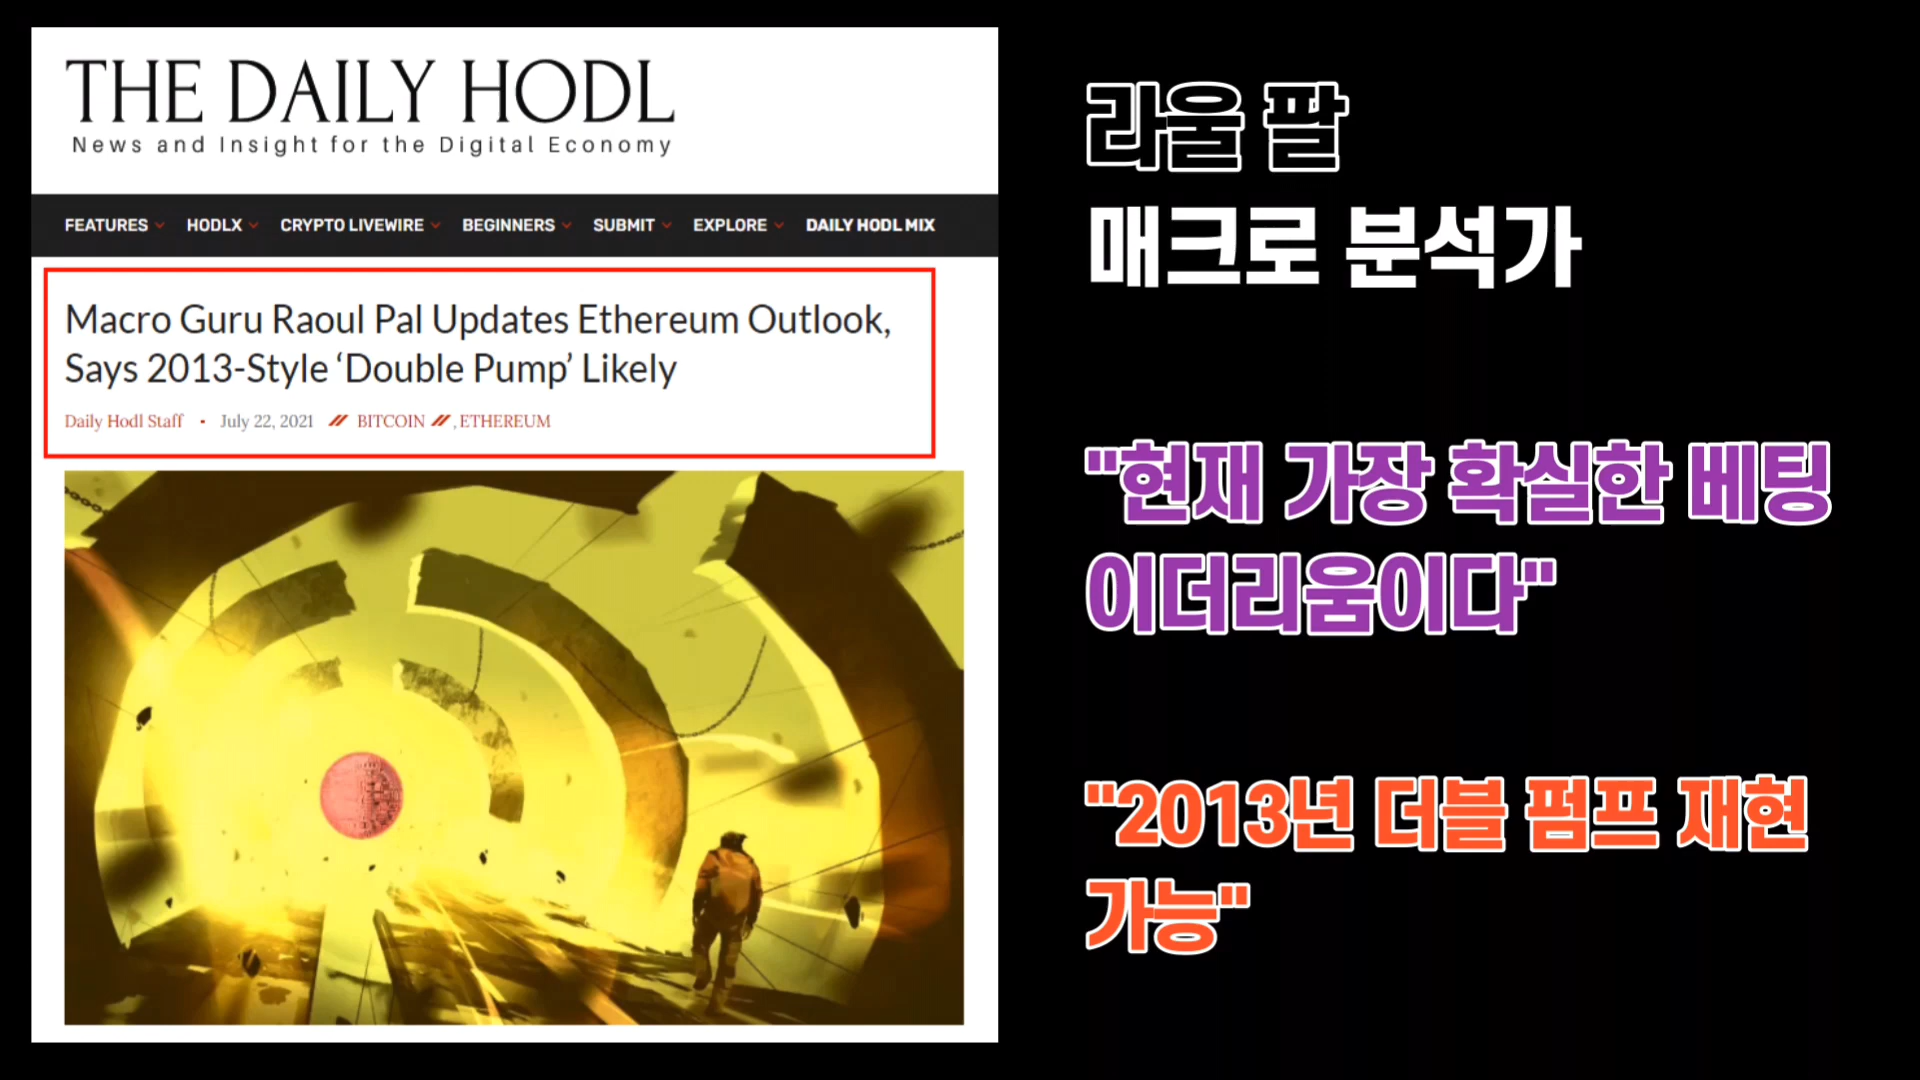 THE DAILY HODL
News and Insight for the Digital Economy
FEATURES HODLX CRYPTO LIVEWIRE BEGINNERS SUBMIT EXPLORE DAILY HODL MIX
Macro Guru Raoul Pal Updates Ethereum Outlook,
Says 2013-Style ‘Double Pump’ Likely
Daily Hodl Staff • July 22, 2021 // BITCOIN // , ETHEREUM
라울 팔
매크로 분석가
"현재 가장 확실한 베팅
이더리움이다"
"2013년 더블 펌프 재현
가능"